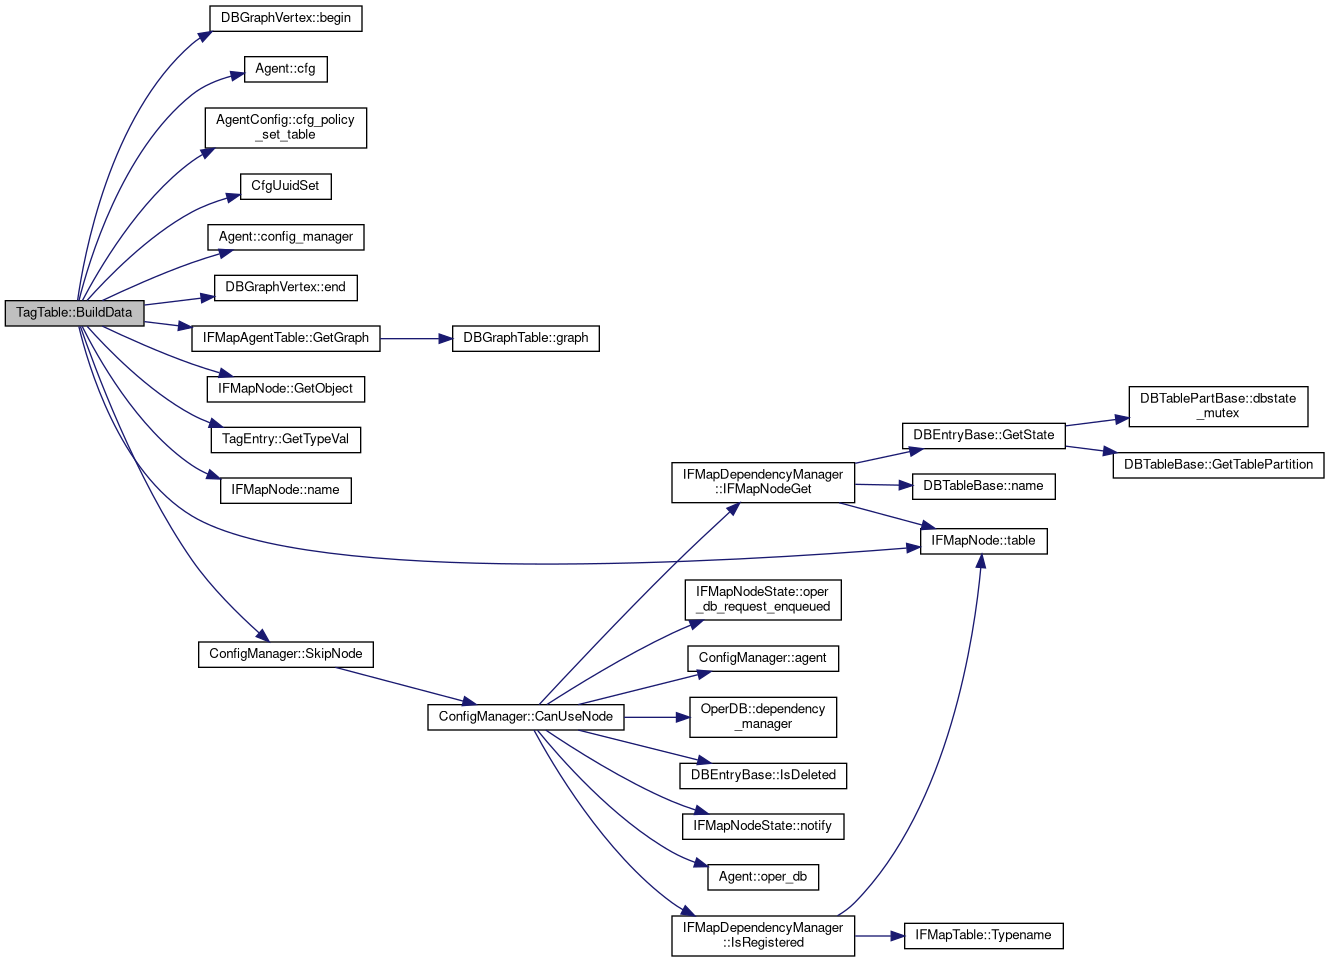 DBGraphVertex::begin
Agent::cfg
AgentConfig::cfg_policy
_set_table
CfgUuidSet
Agent::config_manager
DBGraphVertex::end
TagTable::BuildData
IFMapAgentTable::GetGraph
DBGraphTable::graph
IFMapNode::GetObject
TagEntry::GetTypeVal
IFMapNode::name
DBTablePartBase::dbstate
_mutex
DBEntryBase::GetState
DBTableBase::GetTablePartition
IFMapDependencyManager
::IFMapNodeGet
DBTableBase::name
IFMapNode::table
IFMapNodeState::oper
_db_request_enqueued
ConfigManager::SkipNode
ConfigManager::agent
ConfigManager::CanUseNode
OperDB::dependency
_manager
DBEntryBase::IsDeleted
IFMapNodeState::notify
Agent::oper_db
IFMapDependencyManager
::IsRegistered
IFMapTable::Typename